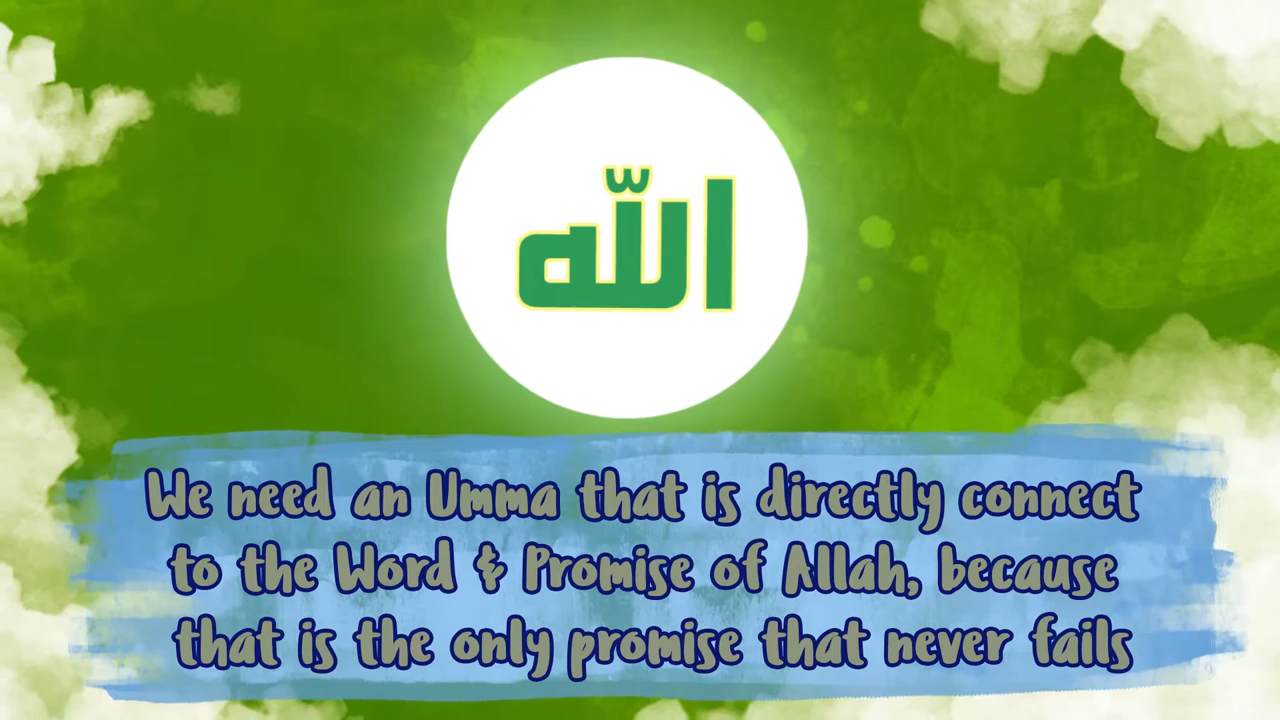 الله
We need an Umma that is directly connect
to the Word & Promise of Allah, because
that is the only promise that never fails